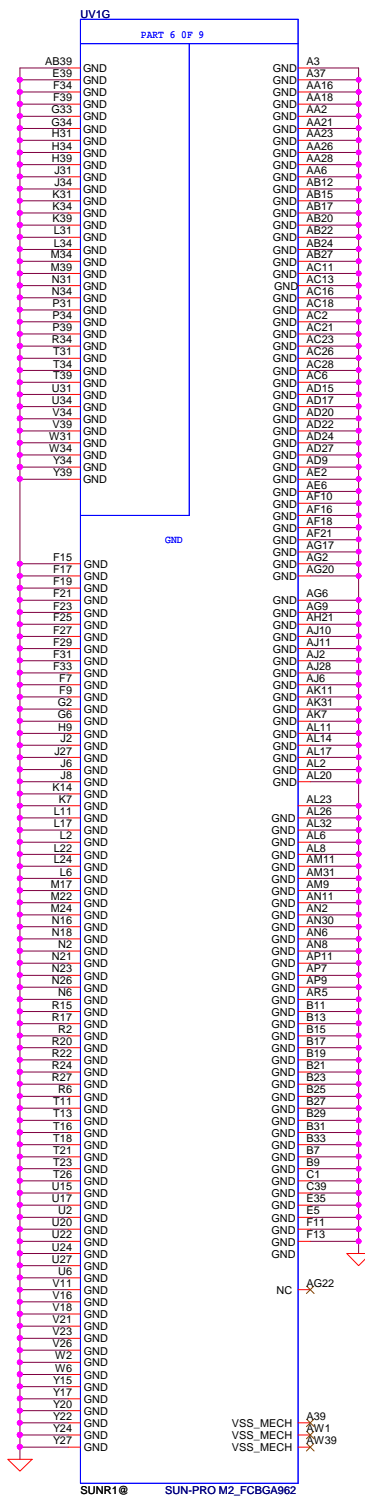 UV1G
PART 6 0F 9
AB39 GND
E39 GND
F34 GND
F39 GND
G33 GND
G34 GND
H31 GND
H34 GND
H39 GND
J31 GND
J34 GND
K31 GND
K34 GND
K39 GND
L31 GND
L34 GND
M34 GND
M39 GND
N31 GND
N34 GND
P31 GND
P34 GND
P39 GND
R34 GND
T31 GND
T34 GND
T39 GND
U31 GND
U34 GND
V34 GND
V39 GND
W31 GND
W34 GND
Y34 GND
Y39 GND
GND
F15 GND
F17 GND
F19 GND
F21 GND
F23 GND
F25 GND
F27 GND
F29 GND
F31 GND
F33 GND
F7 GND
F9 GND
G2 GND
G6 GND
H9 GND
J2 GND
J27 GND
J6 GND
J8 GND
K14 GND
K7 GND
L11 GND
L17 GND
L2 GND
L22 GND
L24 GND
L6 GND
M17 GND
M22 GND
M24 GND
N16 GND
N18 GND
N2 GND
N21 GND
N23 GND
N26 GND
N6 GND
R15 GND
R17 GND
R2 GND
R20 GND
R22 GND
R24 GND
R27 GND
R6 GND
T11 GND
T13 GND
T16 GND
T18 GND
T21 GND
T23 GND
T26 GND
U15 GND
U17 GND
U2 GND
U20 GND
U22 GND
U24 GND
U27 GND
U6 GND
V11 GND
V16 GND
V18 GND
V21 GND
V23 GND
V26 GND
W2 GND
W6 GND
Y15 GND
Y17 GND
Y20 GND
Y22 GND
Y24 GND
Y27 GND
GND A3
GND A37
GND AA16
GND AA18
GND AA2
GND AA21
GND AA23
GND AA26
GND AA28
GND AA6
GND AB12
GND AB15
GND AB17
GND AB20
GND AB22
GND AB24
GND AB27
GND AC11
GND AC13
GND AC16
GND AC18
GND AC2
GND AC21
GND AC23
GND AC26
GND AC28
GND AC6
GND AD15
GND AD17
GND AD20
GND AD22
GND AD24
GND AD27
GND AD9
GND AE2
GND AE6
GND AF10
GND AF16
GND AF18
GND AF21
GND AG17
GND AG2
GND AG20
GND AG6
GND AG9
GND AH21
GND AJ10
GND AJ11
GND AJ2
GND AJ28
GND AJ6
GND AK11
GND AK31
GND AK7
GND AL11
GND AL14
GND AL17
GND AL2
GND AL20
AL23
GND AL26
GND AL32
GND AL6
GND AL8
GND AM11
GND AM31
GND AM9
GND AN11
GND AN2
GND AN30
GND AN6
GND AN8
GND AP11
GND AP7
GND AP9
GND AR5
GND B11
GND B13
GND B15
GND B17
GND B19
GND B21
GND B23
GND B25
GND B27
GND B29
GND B31
GND B33
GND B7
GND B9
GND C1
GND C39
GND E35
GND E5
GND F11
GND F13
GND
NC AG22
VSS_MECH A39
VSS_MECH AW1
VSS_MECH AW39
SUNR1@ SUN-PRO M2_FCBGA962